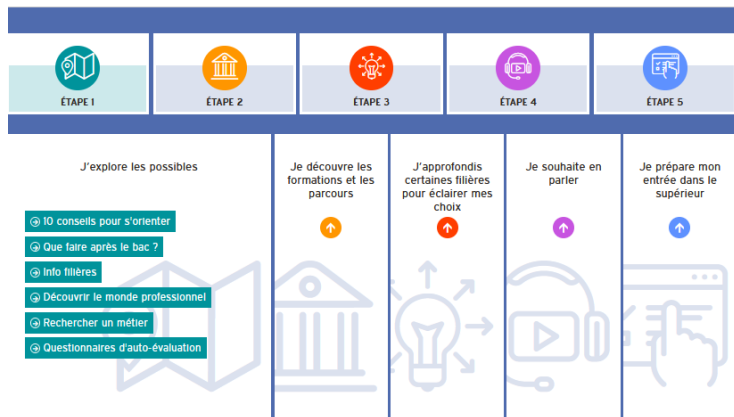 ÉTAPE 1
ÉTAPE 2
ÉTAPE 3
ÉTAPE 4
ÉTAPE 5
J'explore les possibles
10 conseils pour s'orienter
Que faire après le bac ?
Info filières
Découvrir le monde professionnel
Rechercher un métier
Questionnaires d'auto-évaluation
Je découvre les
formations et les
parcours
J'approfondis
certaines filières
pour éclairer mes
choix
Je souhaite en
parler
Je prépare mon
entrée dans le
supérieur